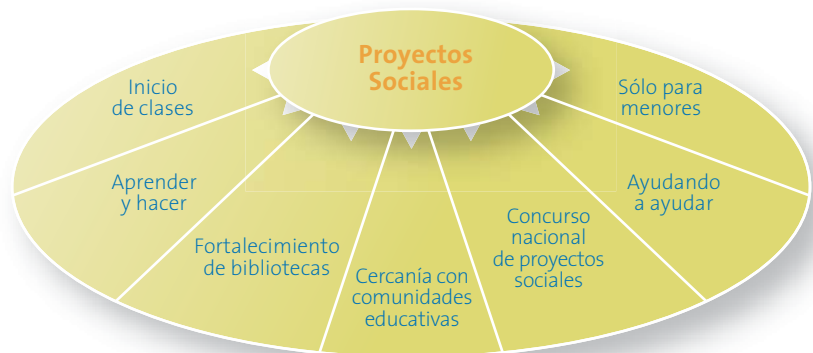 Proyectos
Sociales
Inicio
de clases
Aprender
y hacer
Fortalecimiento
de bibliotecas
Cercanía con
comunidades
educativas
Concurso
nacional
de proyectos
sociales
Ayudando
a ayudar
Sólo para
menores